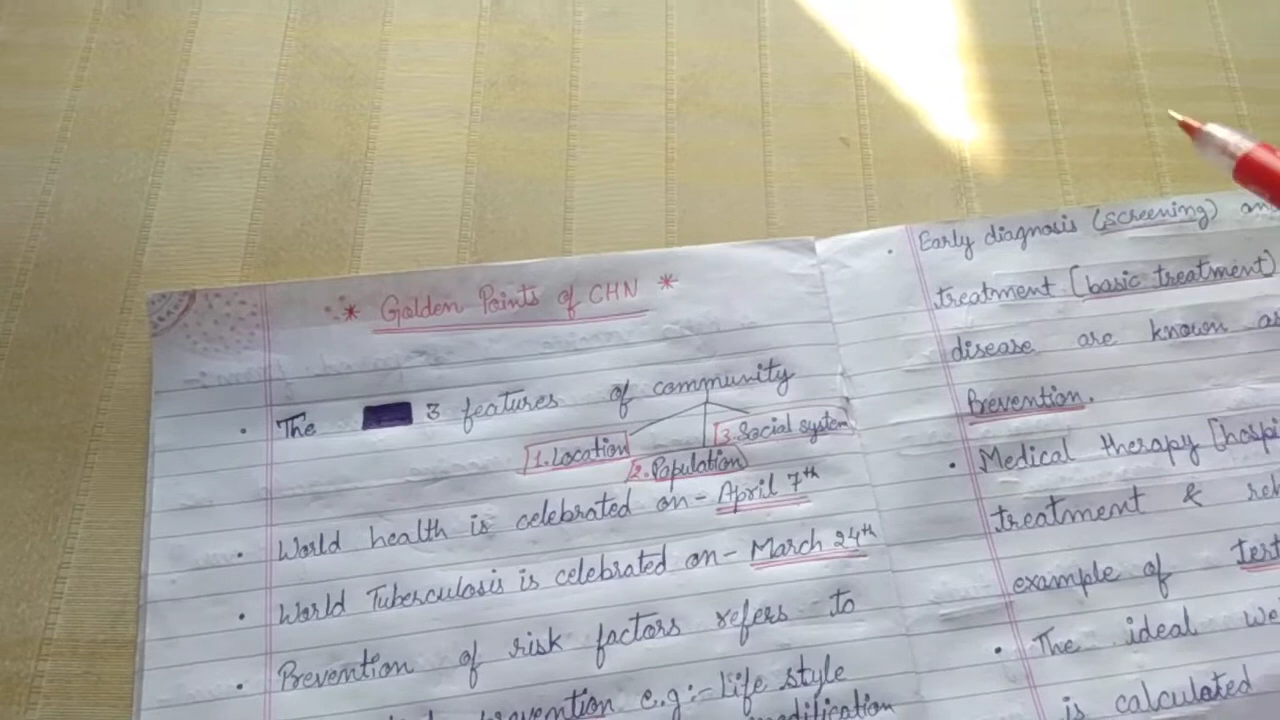 * Golden Points of CHN *
• The 3 features of community
1. Location
2. Population
3. Social system
• World health is celebrated on - April 7th
• World Tuberculosis is celebrated on - March 24th
• Prevention of risk factors refers to
prevention e.g:- Life style
modification
• Early diagnosis (screening)
treatment [basic treatment)
disease are known as
Prevention.
• Medical therapy
treatment &
example of
• The ideal
is calculated